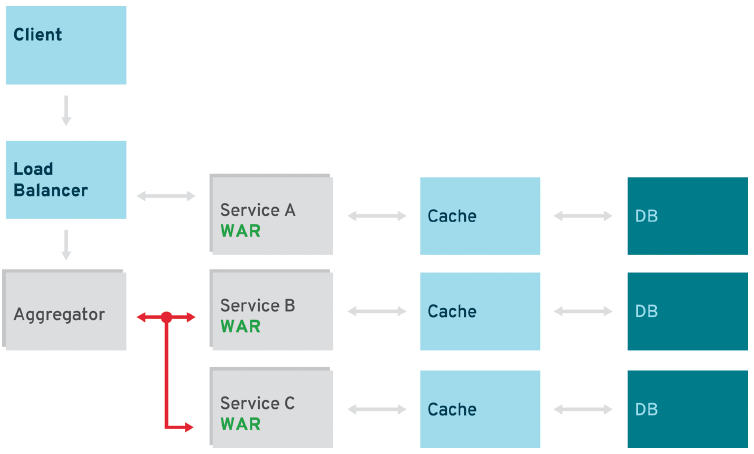 Client
Load
Balancer
Service A
WAR
Cache
DB
Aggregator
Service B
WAR
Cache
DB
Service C
WAR
Cache
DB